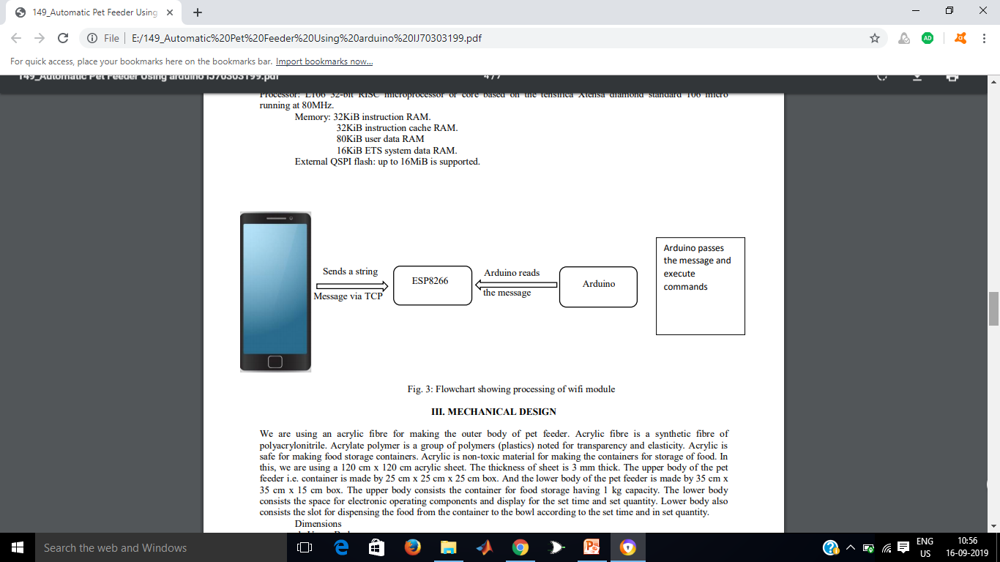 149_Automatic Pet Feeder Using
File
E:/149_Automatic%20Pet%20Feeder%20Using%20arduino%20IJ70303199.pdf
AD
For quick access, place your bookmarks here on the bookmarks bar. Import bookmarks now...
149_Automatic Pet Feeder Using arduino IJ70303199.pdf
4 / 7
Processor: L106 32-bit RISC microprocessor or core based on the tensilica Xtensa diamond standard 106 micro
running at 80MHz.
Memory: 32KiB instruction RAM.
32KiB instruction cache RAM.
80KiB user data RAM
16KiB ETS system data RAM.
External QSPI flash: up to 16MiB is supported.
Sends a string
Message via TCP
ESP8266
Arduino reads
the message
Arduino
Arduino passes
the message and
execute
commands
Fig. 3: Flowchart showing processing of wifi module
III. MECHANICAL DESIGN
We are using an acrylic fibre for making the outer body of pet feeder. Acrylic fibre is a synthetic fibre of
polyacrylonitrile. Acrylate polymer is a group of polymers (plastics) noted for transparency and elasticity. Acrylic is
safe for making food storage containers. Acrylic is non-toxic material for making the containers for storage of food. In
this, we are using a 120 cm x 120 cm acrylic sheet. The thickness of sheet is 3 mm thick. The upper body of the pet
feeder i.e. container is made by 25 cm x 25 cm x 25 cm box. And the lower body of the pet feeder is made by 35 cm x
35 cm x 15 cm box. The upper body consists the container for food storage having 1 kg capacity. The lower body
consists the space for electronic operating components and display for the set time and set quantity. Lower body also
consists the slot for dispensing the food from the container to the bowl according to the set time and in set quantity.
Dimensions
Search the web and Windows
ENG
US
10:56
16-09-2019